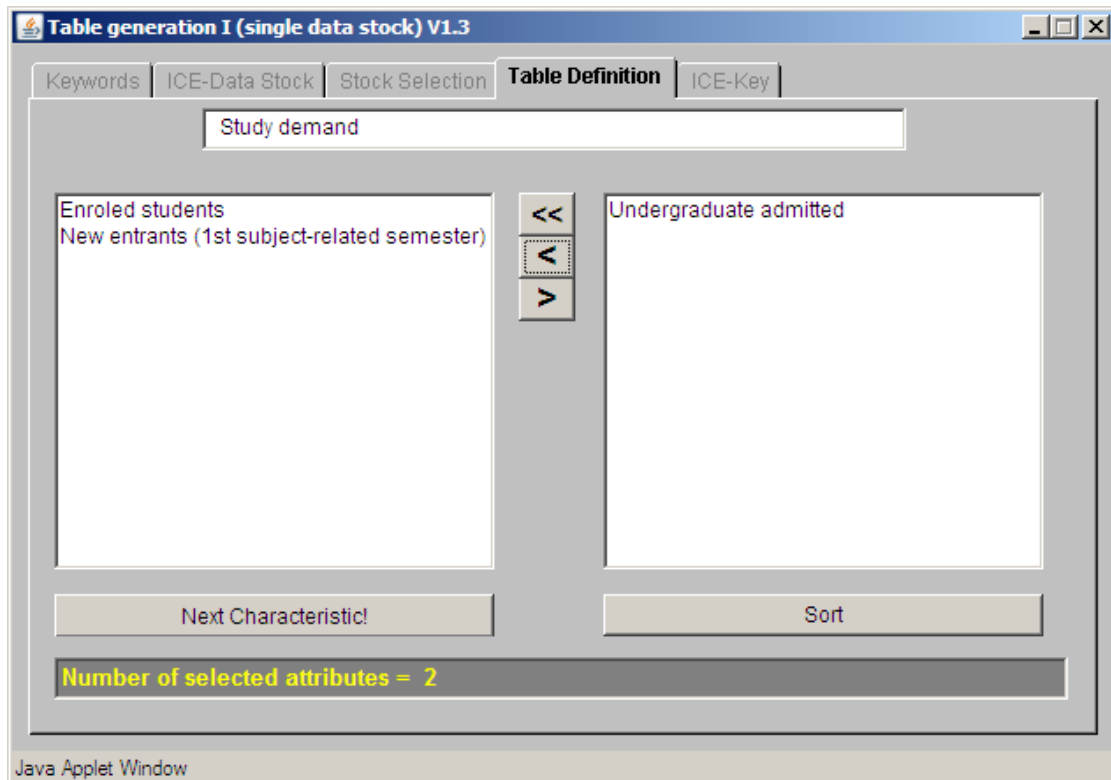 Table generation I (single data stock) V1.3
Keywords ICE-Data Stock Stock Selection Table Definition ICE-Key
Study demand
Enroled students
New entrants (1st subject-related semester)
<<
<
>
Undergraduate admitted
Next Characteristic!
Sort
Number of selected attributes = 2
Java Applet Window